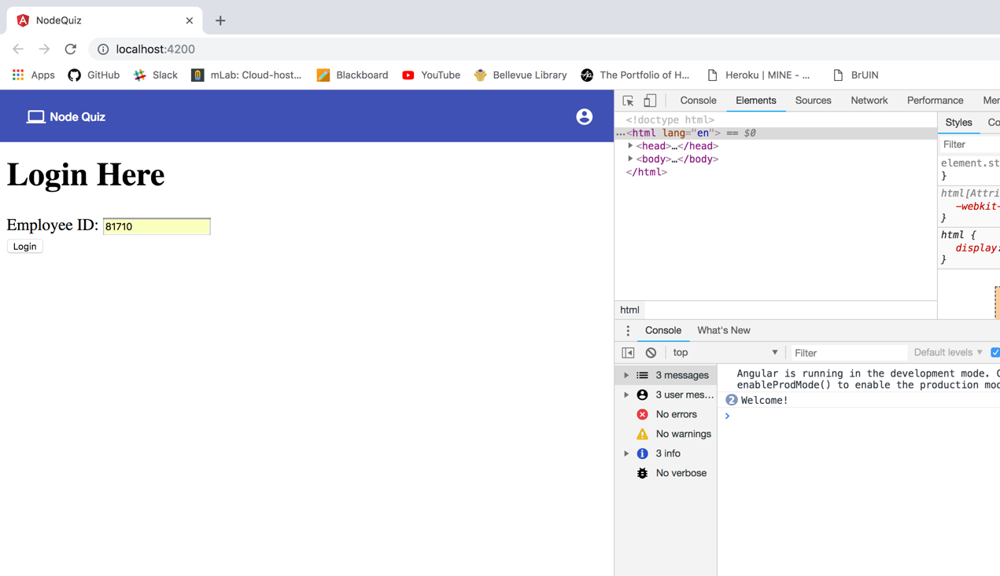 NodeQuiz
localhost:4200
Apps GitHub Slack mLab: Cloud-host... Blackboard YouTube Bellevue Library The Portfolio of H... Heroku | MINE - ... BrUIN
Node Quiz
Login Here
Employee ID: 81710
Login
Console Elements Sources Network Performance Mer
<!doctype html>
...<html lang="en"> == $0
<head>…</head>
<body>…</body>
</html>
html
Styles Co
Filter
element.st
}
html[Attri
-webkit-
}
html {
display:
}
Console What's New
top Filter Default levels
3 messages
3 user mes...
No errors
No warnings
3 info
No verbose
Angular is running in the development mode.
enableProdMode() to enable the production mod
2 Welcome!